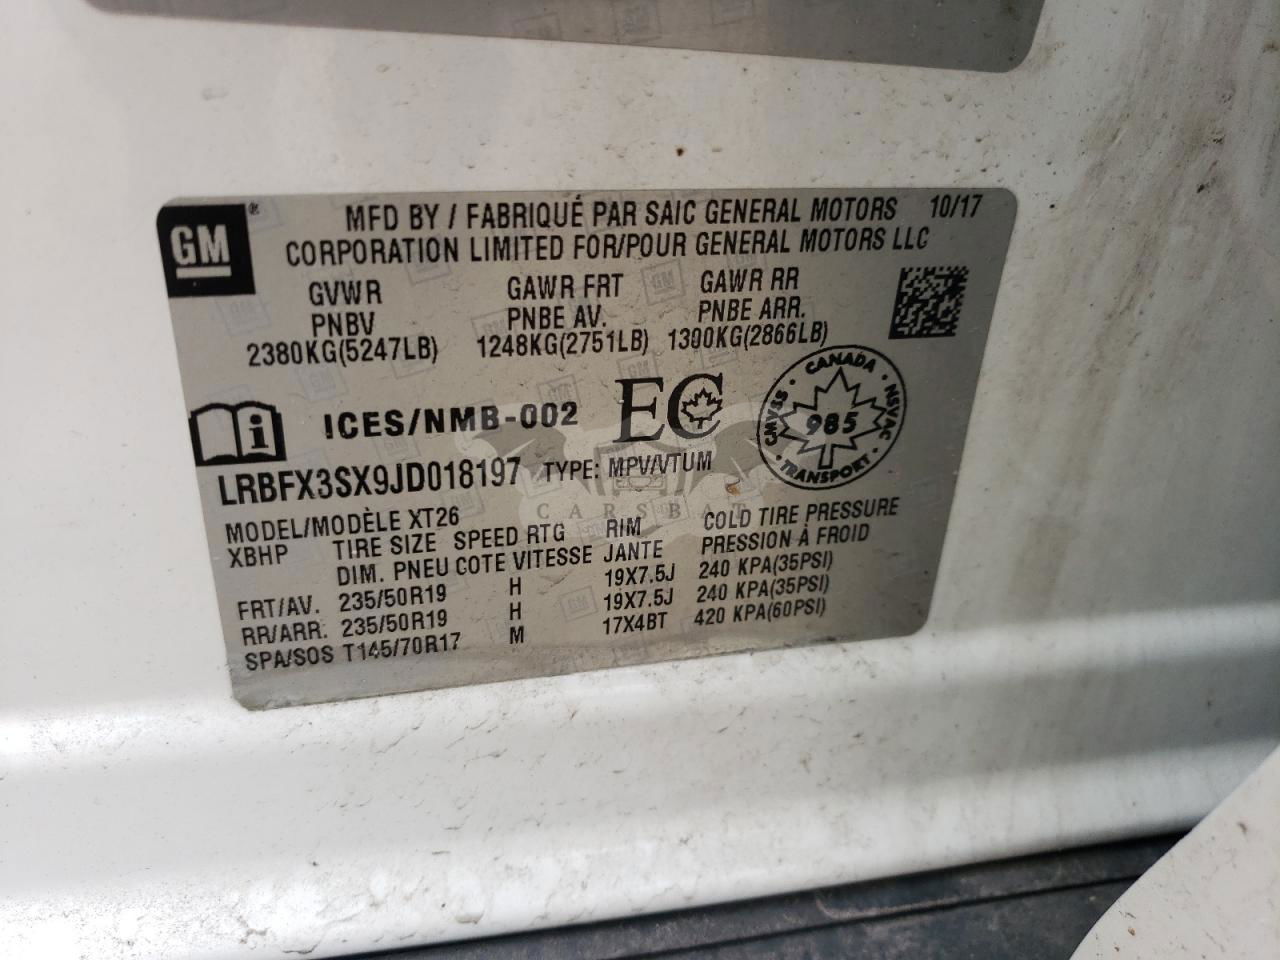 GM®
MFD BY / FABRIQUÉ PAR SAIC GENERAL MOTORS 10/17
CORPORATION LIMITED FOR/POUR GENERAL MOTORS LLC
GVWR GAWR FRT GAWR RR
PNBV PNBE AV. PNBE ARR.
2380KG(5247LB) 1248KG(2751LB) 1300KG(2866LB)
ICES/NMB-002 EC
CANADA NSVAC TRANSPORT CMVSS
985
LRBFX3SX9JD018197 TYPE: MPV/VTUM
CARSBAT
MODEL/MODÈLE XT26
XBHP TIRE SIZE SPEED RTG RIM COLD TIRE PRESSURE
DIM. PNEU COTE VITESSE JANTE PRESSION À FROID
FRT/AV. 235/50R19 H 19X7.5J 240 KPA(35PSI)
RR/ARR. 235/50R19 H 19X7.5J 240 KPA(35PSI)
SPA/SOS T145/70R17 M 17X4BT 420 KPA(60PSI)